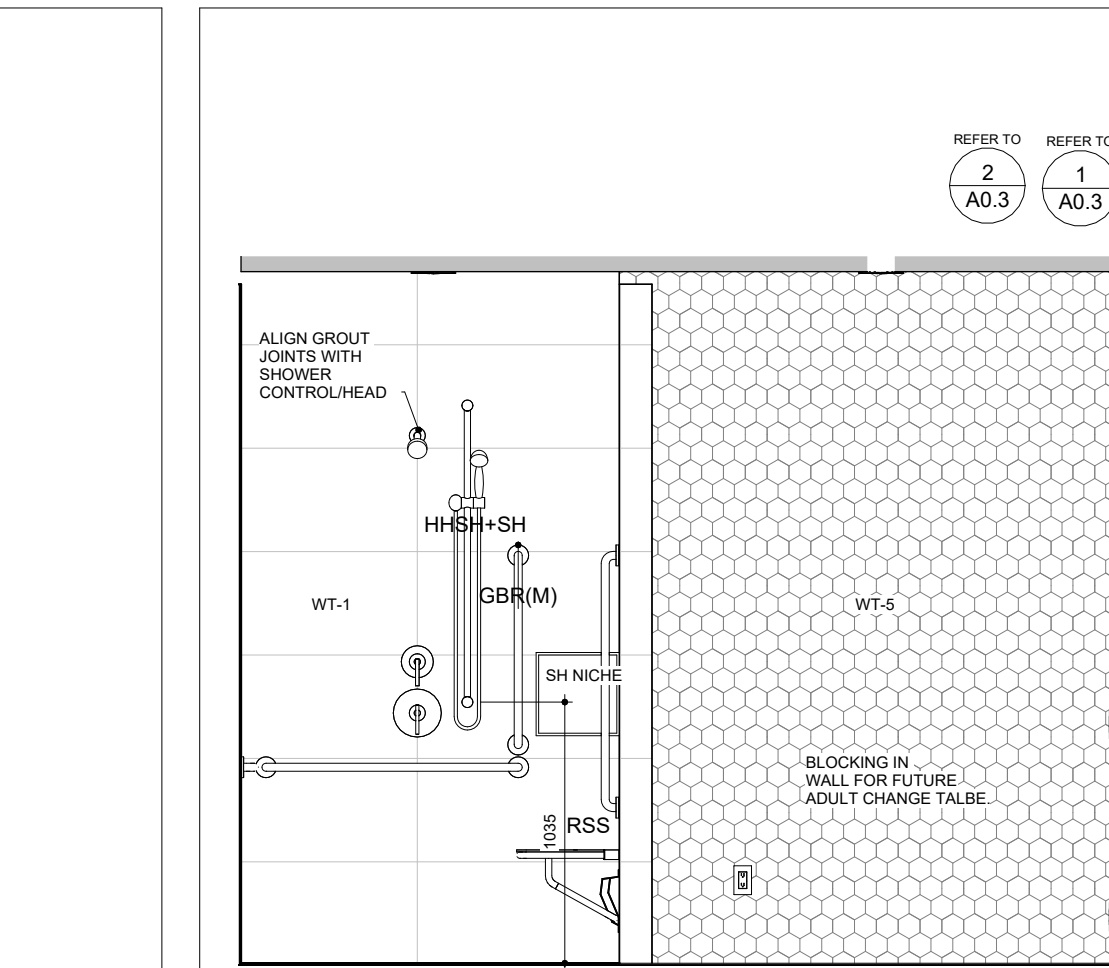 REFER TO
2
A0.3
REFER TO
1
A0.3
ALIGN GROUT
JOINTS WITH
SHOWER
CONTROL/HEAD
HHSH+SH
GBR(M)
WT-1
WT-5
SH NICHE
BLOCKING IN
WALL FOR FUTURE
ADULT CHANGE TALBE.
1035
RSS